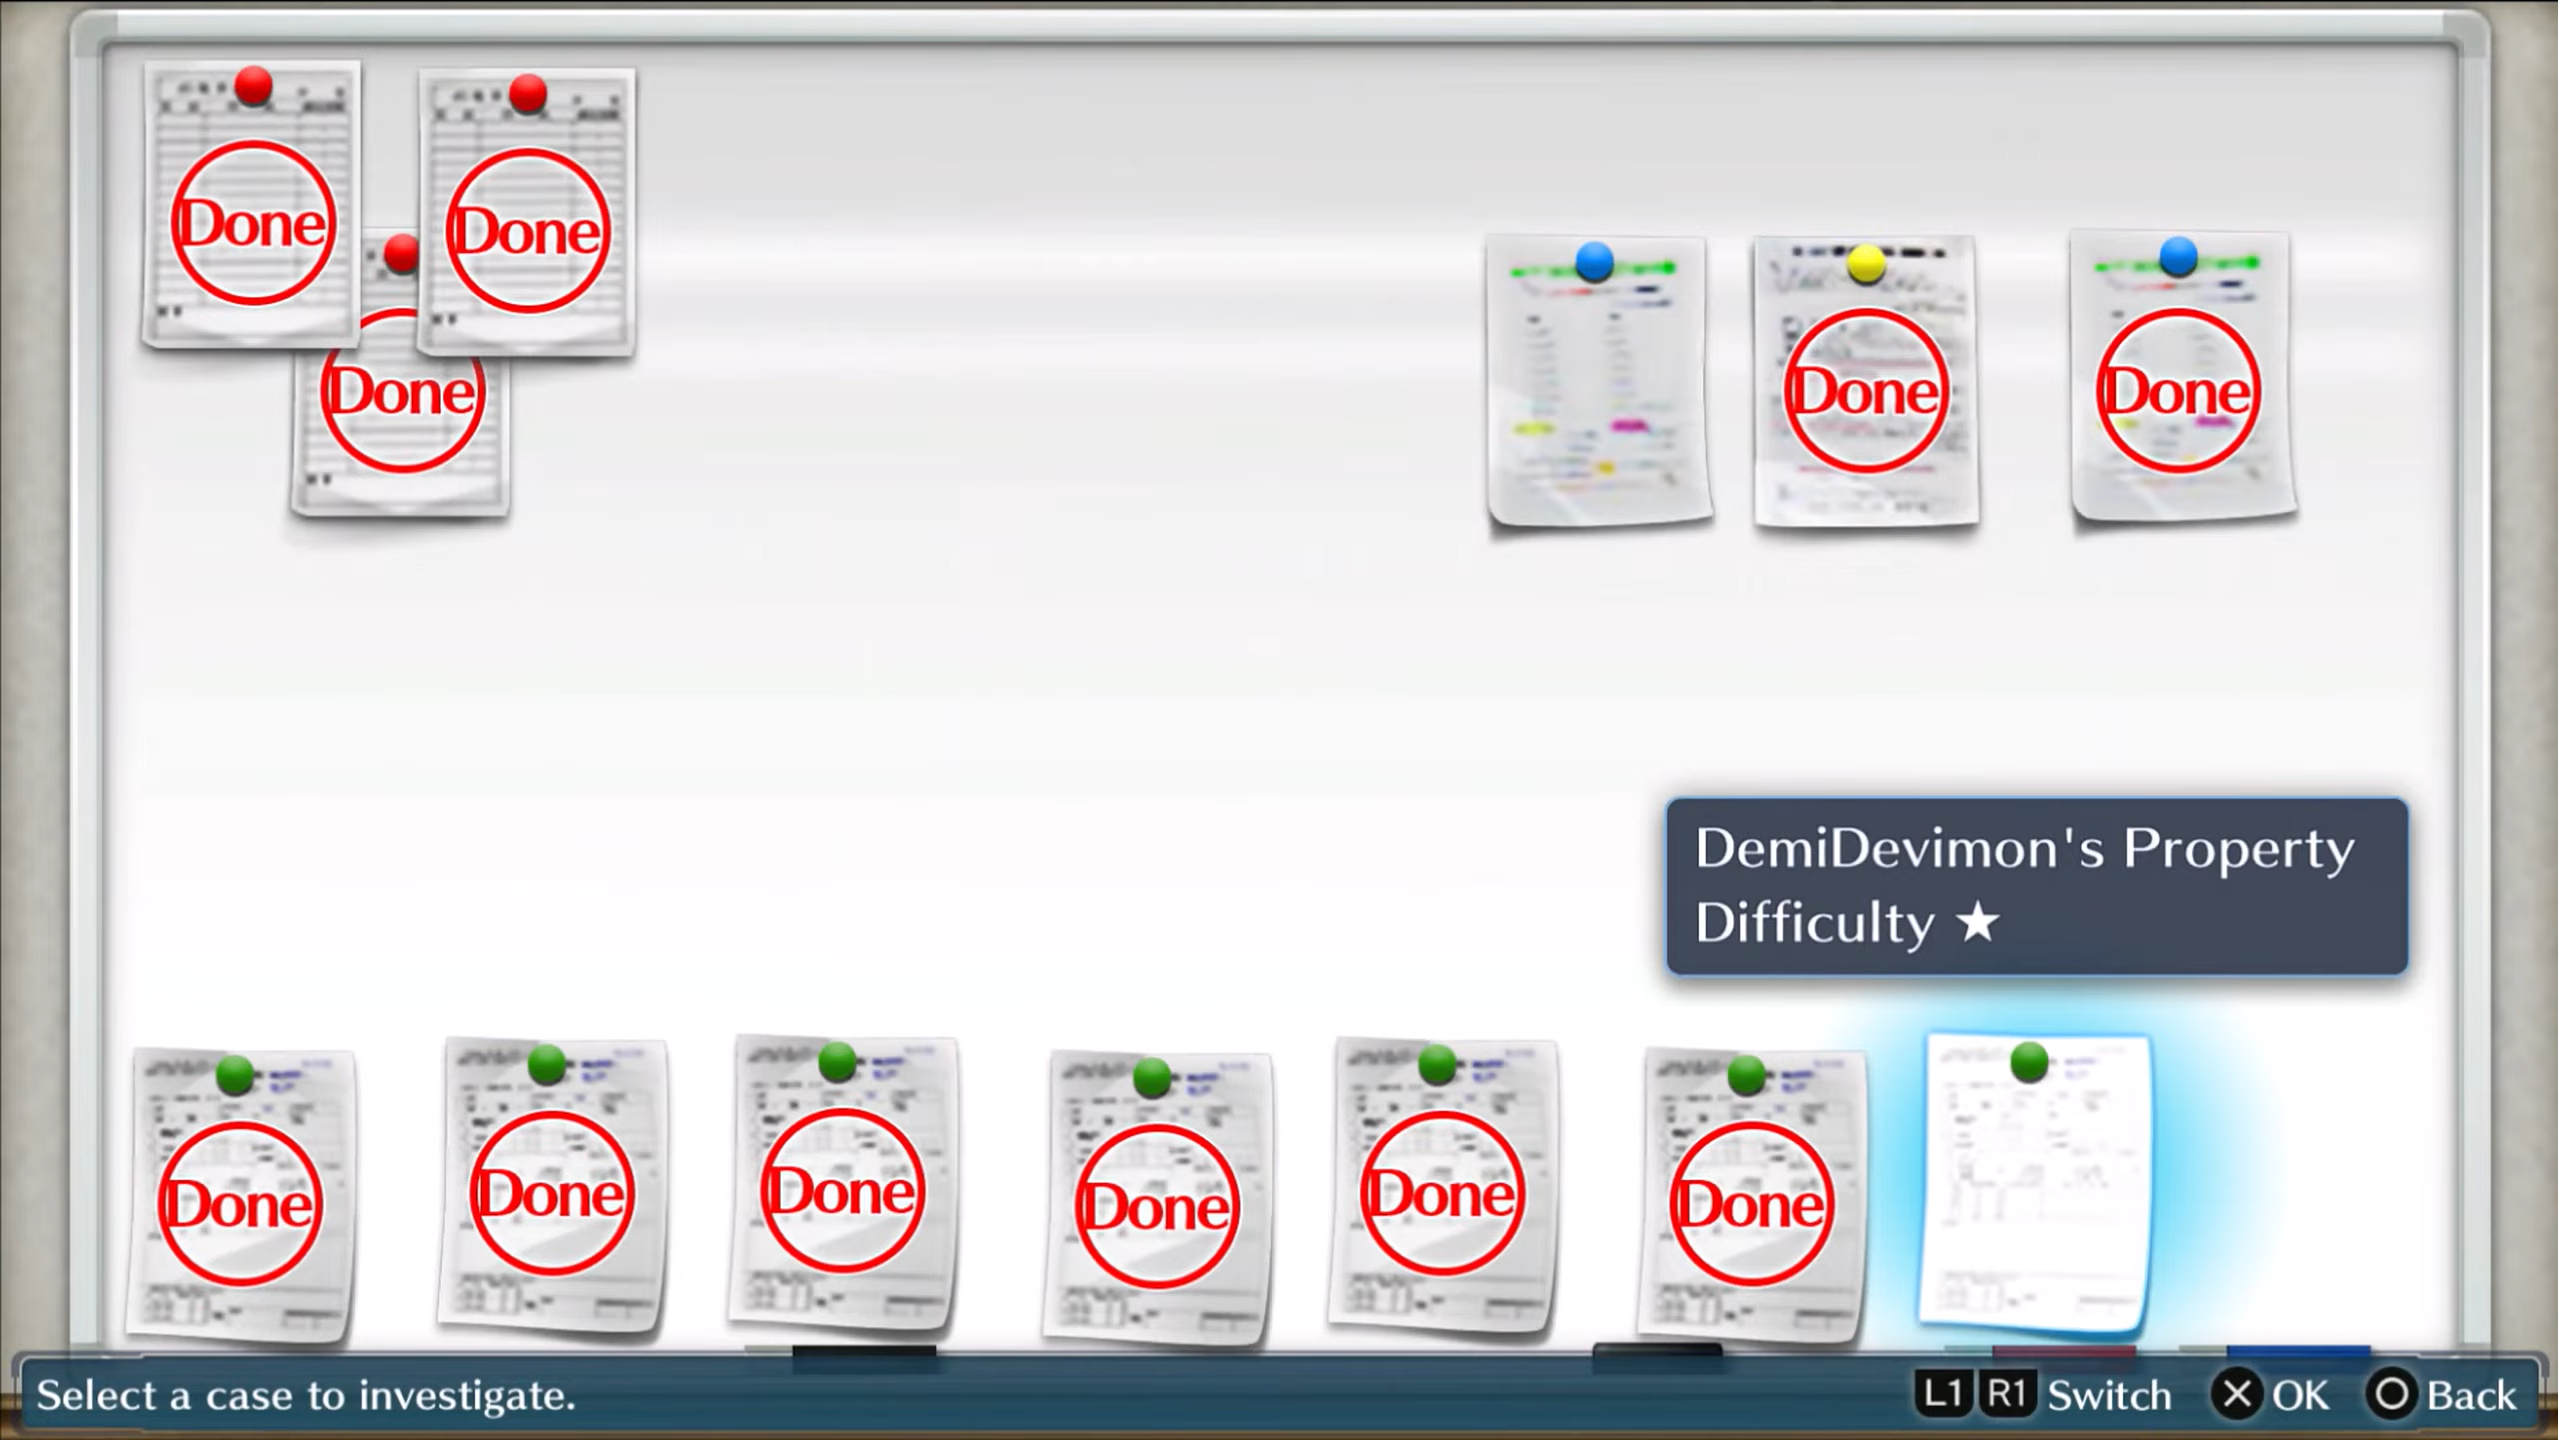 Done
Done
Done
Done
Done
DemiDevimon's Property
Difficulty ★
Done
Done
Done
Done
Done
Done
Select a case to investigate.
L1 R1 Switch
OK
Back